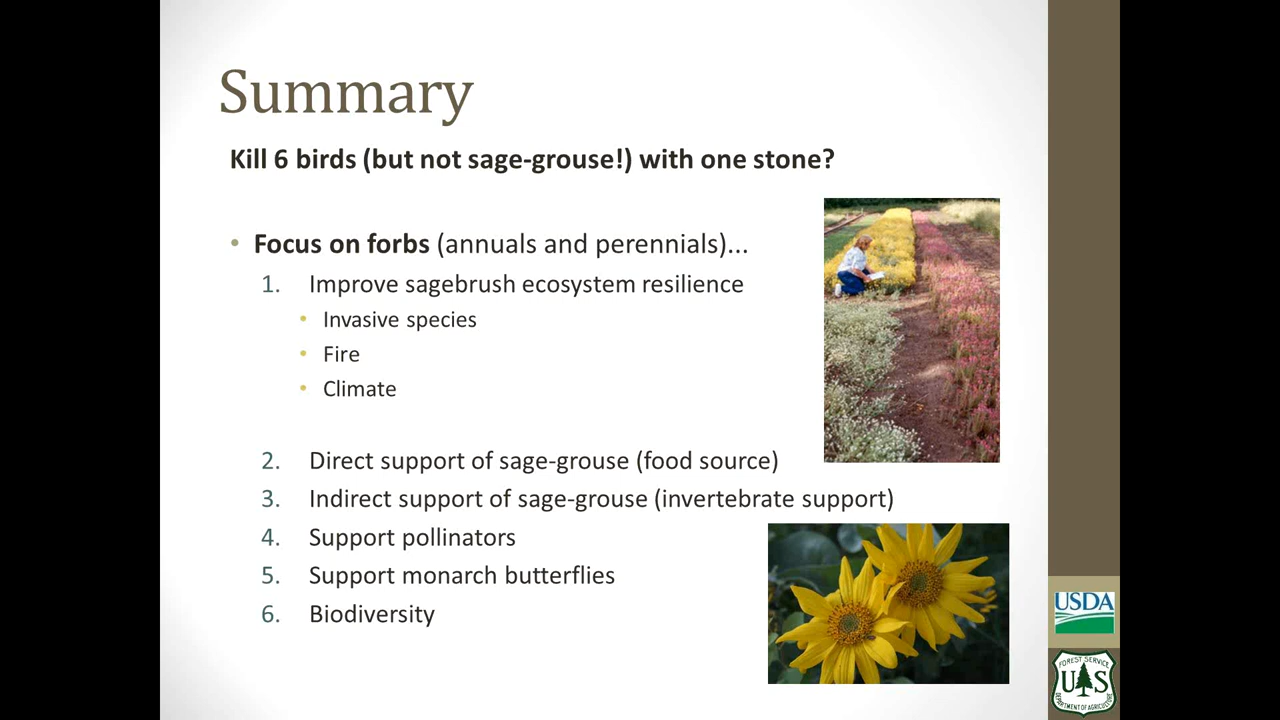 Summary
Kill 6 birds (but not sage-grouse!) with one stone?
• Focus on forbs (annuals and perennials)...
1. Improve sagebrush ecosystem resilience
• Invasive species
• Fire
• Climate
2. Direct support of sage-grouse (food source)
3. Indirect support of sage-grouse (invertebrate support)
4. Support pollinators
5. Support monarch butterflies
6. Biodiversity
USDA
FOREST SERVICE
U S
DEPARTMENT OF AGRICULTURE